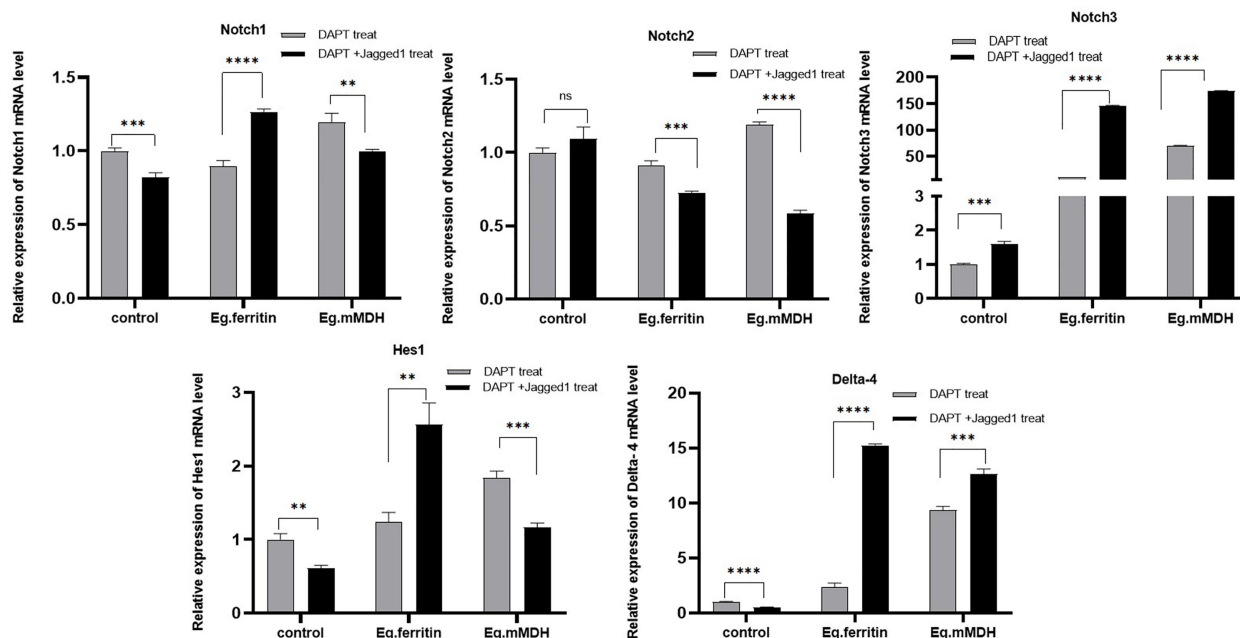 Notch1
DAPT treat
DAPT +Jagged1 treat
Relative expression of Notch1 mRNA level
1.5
1.0
0.5
0.0
***
****
**
control
Eg.ferritin
Eg.mMDH
Notch2
DAPT treat
DAPT +Jagged1 treat
Relative expression of Notch2 mRNA level
1.5
1.0
0.5
0.0
ns
***
****
control
Eg.ferritin
Eg.mMDH
Notch3
DAPT treat
DAPT +Jagged1 treat
Relative expression of Notch3 mRNA level
200
150
100
50
3
2
1
0
***
****
****
control
Eg.ferritin
Eg.mMDH
Hes1
DAPT treat
DAPT +Jagged1 treat
Relative expression of Hes1 mRNA level
3
2
1
0
**
**
***
control
Eg.ferritin
Eg.mMDH
Delta-4
DAPT treat
DAPT +Jagged1 treat
Relative expression of Delta- 4 mRNA level
20
15
10
5
0
****
****
***
control
Eg.ferritin
Eg.mMDH